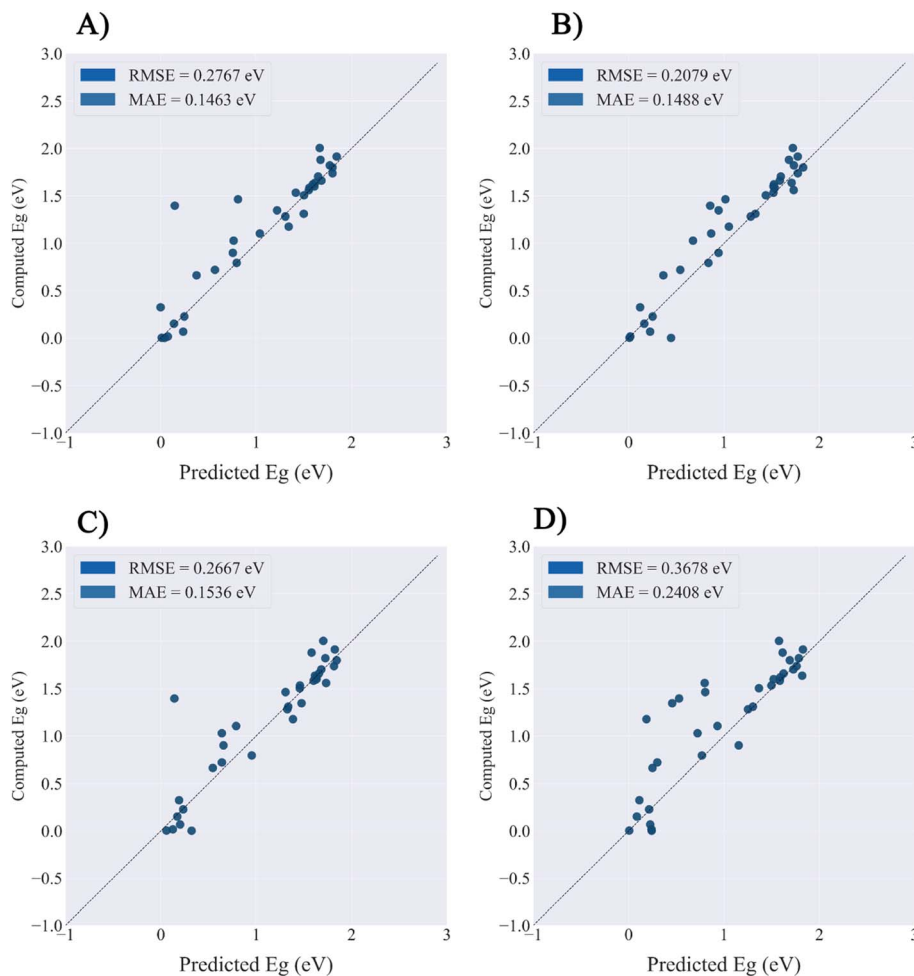 A)
RMSE = 0.2767 eV
MAE = 0.1463 eV
3.0
2.5
2.0
1.5
1.0
0.5
0.0
−0.5
−1.0
Computed Eg (eV)
−1 0 1 2 3
Predicted Eg (eV)
B)
RMSE = 0.2079 eV
MAE = 0.1488 eV
3.0
2.5
2.0
1.5
1.0
0.5
0.0
−0.5
−1.0
Computed Eg (eV)
−1 0 1 2 3
Predicted Eg (eV)
C)
RMSE = 0.2667 eV
MAE = 0.1536 eV
3.0
2.5
2.0
1.5
1.0
0.5
0.0
−0.5
−1.0
Computed Eg (eV)
−1 0 1 2 3
Predicted Eg (eV)
D)
RMSE = 0.3678 eV
MAE = 0.2408 eV
3.0
2.5
2.0
1.5
1.0
0.5
0.0
−0.5
−1.0
Computed Eg (eV)
−1 0 1 2 3
Predicted Eg (eV)